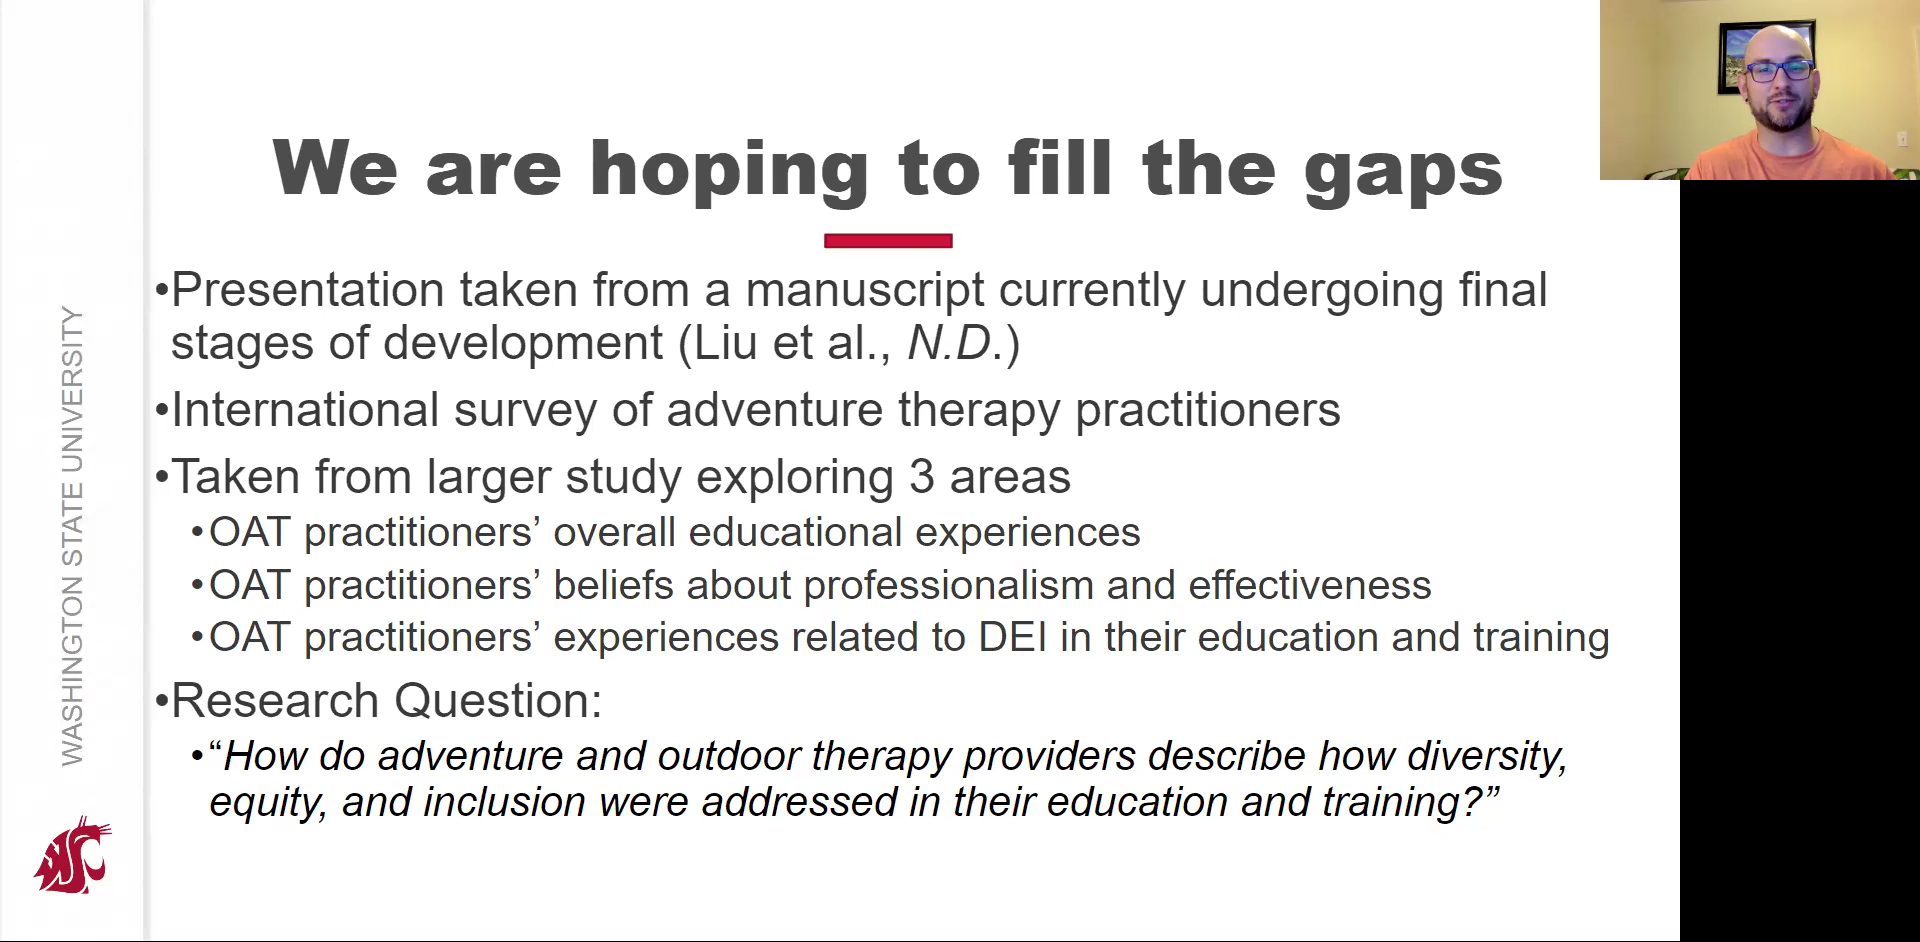 We are hoping to fill the gaps
•Presentation taken from a manuscript currently undergoing final
stages of development (Liu et al., N.D.)
•International survey of adventure therapy practitioners
•Taken from larger study exploring 3 areas
•OAT practitioners’ overall educational experiences
•OAT practitioners’ beliefs about professionalism and effectiveness
•OAT practitioners’ experiences related to DEI in their education and training
•Research Question:
•“How do adventure and outdoor therapy providers describe how diversity,
equity, and inclusion were addressed in their education and training?”
WASHINGTON STATE UNIVERSITY
WSC